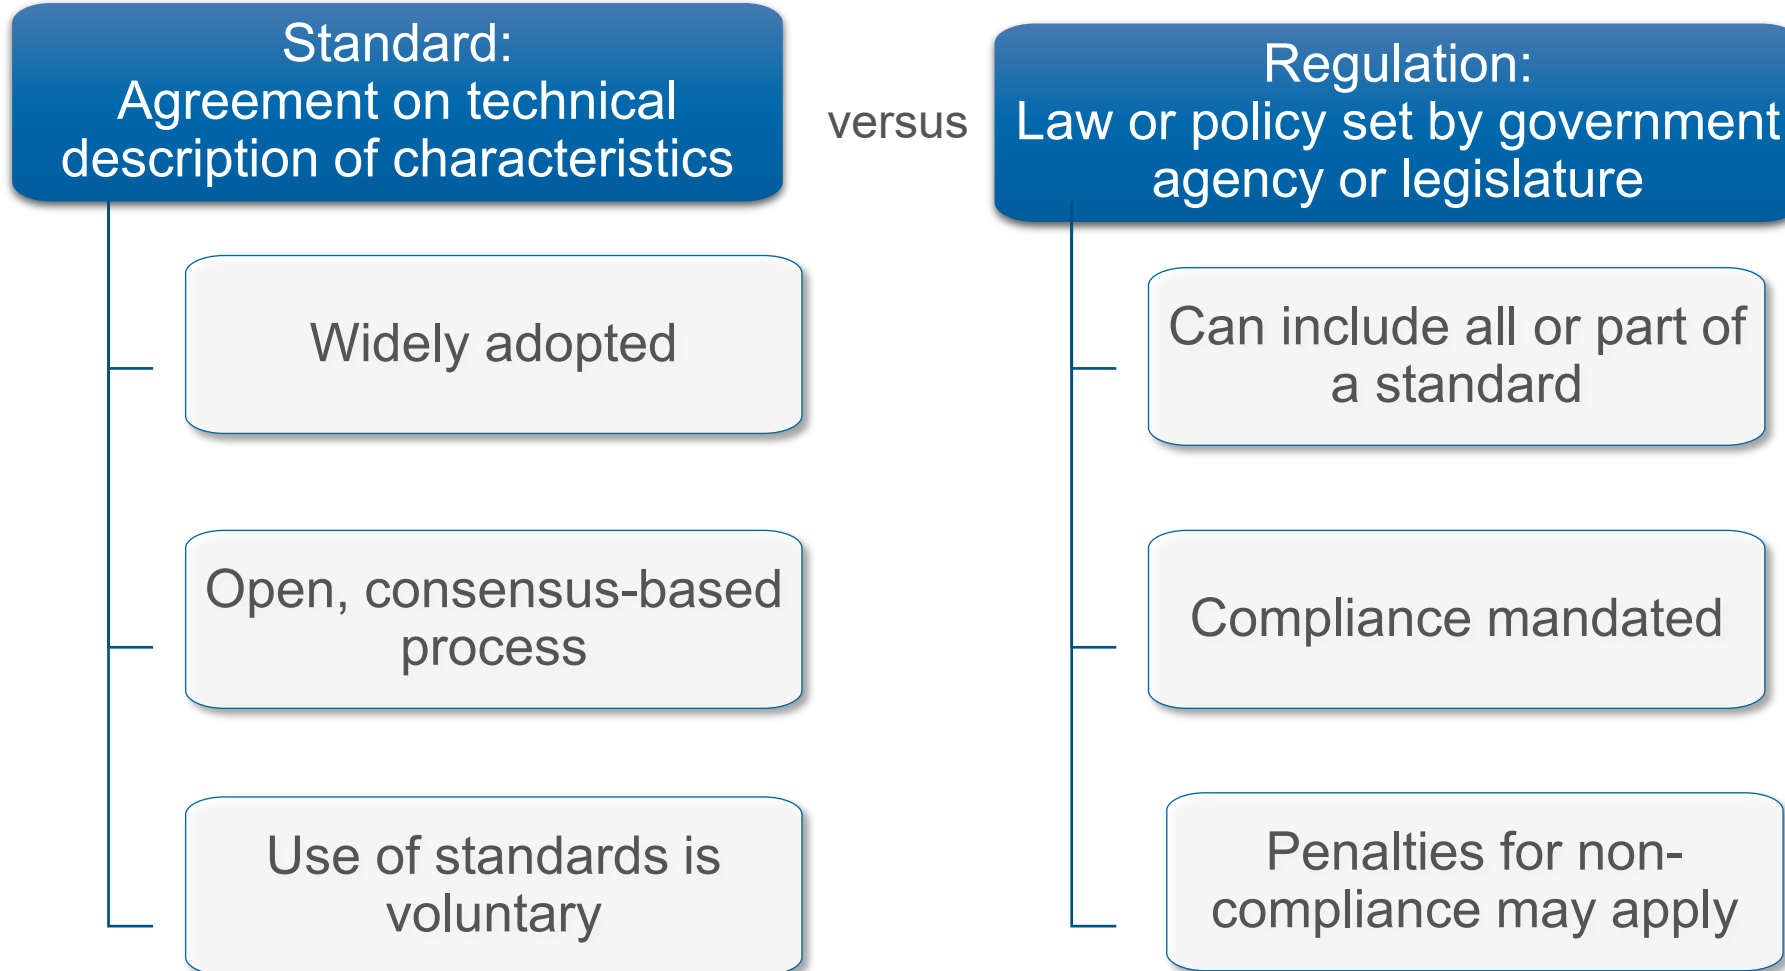 Standard:
Agreement on technical
description of characteristics
versus
Regulation:
Law or policy set by government
agency or legislature
Widely adopted
Open, consensus-based
process
Use of standards is
voluntary
Can include all or part of
a standard
Compliance mandated
Penalties for non-
compliance may apply